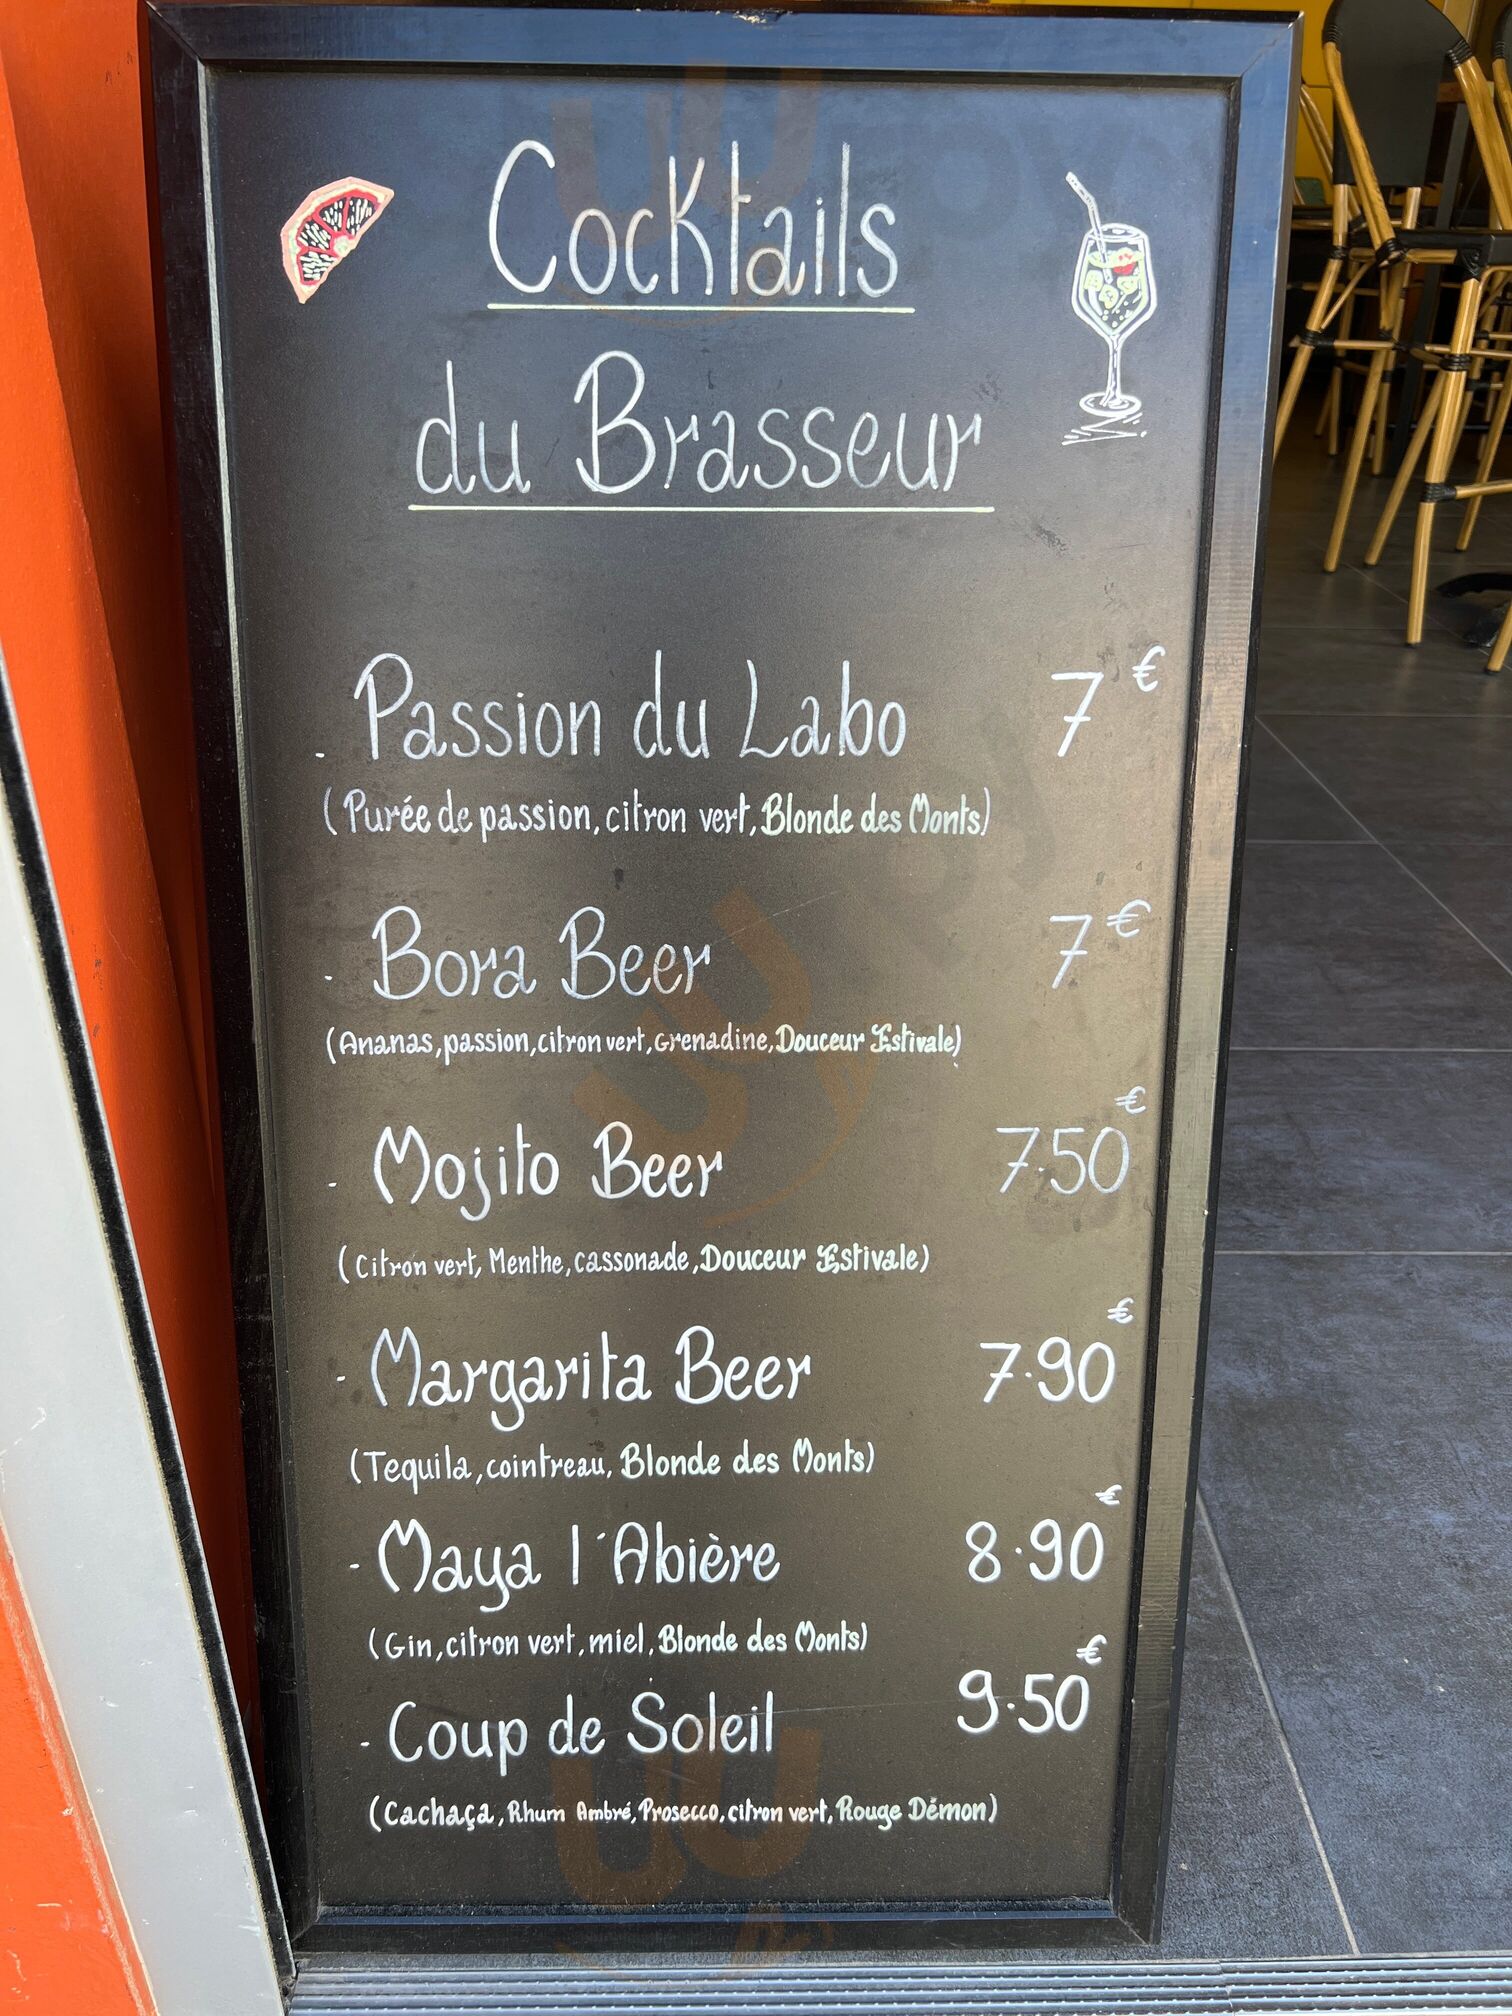 Cocktails
du Brasseur
- Passion du Labo 7€
(Purée de passion, citron vert, Blonde des Monts)
- Bora Beer 7€
(Ananas, passion, citron vert, Grenadine, Douceur Estivale)
- Mojito Beer 7.50€
(Citron vert, Menthe, cassonade, Douceur Estivale)
- Margarita Beer 7.90€
(Tequila, cointreau, Blonde des Monts)
- Maya l'Abière 8.90€
(Gin, citron vert, miel, Blonde des Monts)
- Coup de Soleil 9.50€
(Cachaça, Rhum Ambré, Prosecco, citron vert, Rouge Démon)